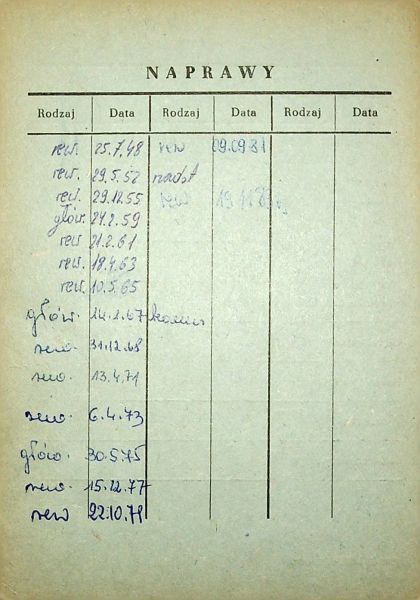 NAPRAWY
Rodzaj Data Rodzaj Data Rodzaj Data
rew. 25.7.48 rew 09.09.81
rew. 29.5.52
rew. 29.12.55 rew
głów. 24.2.59
rew 21.2.61
rew. 18.4.63
rew. 10.5.65
głów. 14.1.67
rew. 31.12.68
rew. 13.4.71
rew. 6.4.73
głów. 30.5.75
rew. 15.12.77
rew 22.10.79